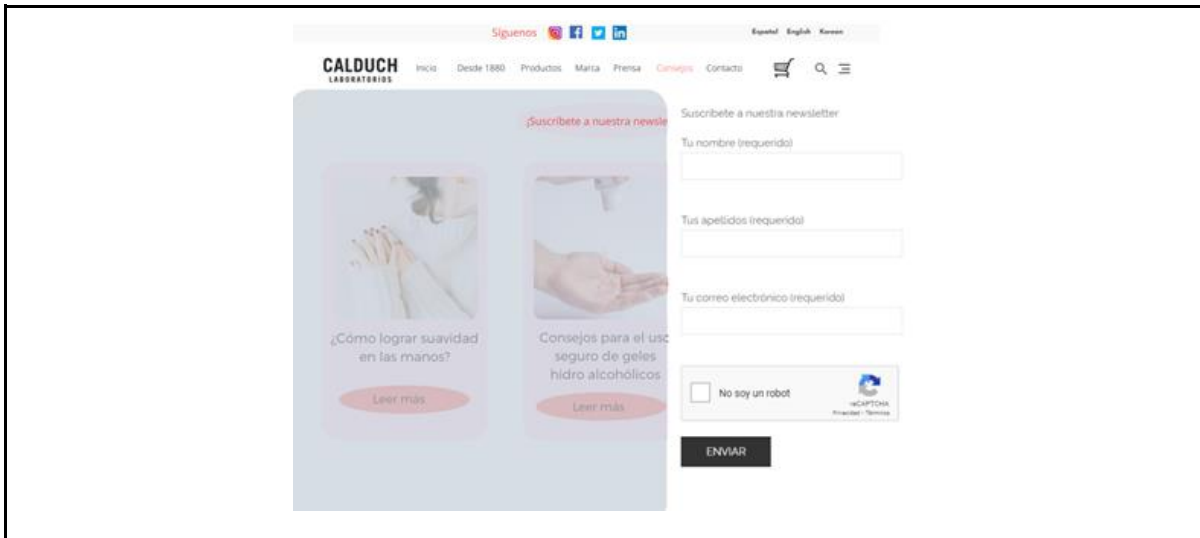 Síguenos
Español English Korean
CALDUCH
LABORATORIOS
Inicio Desde 1880 Productos Marca Prensa Consejos Contacto
¡Suscríbete a nuestra newsle
¿Cómo lograr suavidad
en las manos?
Leer más
Consejos para el uso
seguro de geles
hidro alcohólicos
Leer más
Suscríbete a nuestra newsletter
Tu nombre (requerido)
Tus apellidos (requerido)
Tu correo electrónico (requerido)
No soy un robot
reCAPTCHA
Privacidad - Términos
ENVIAR